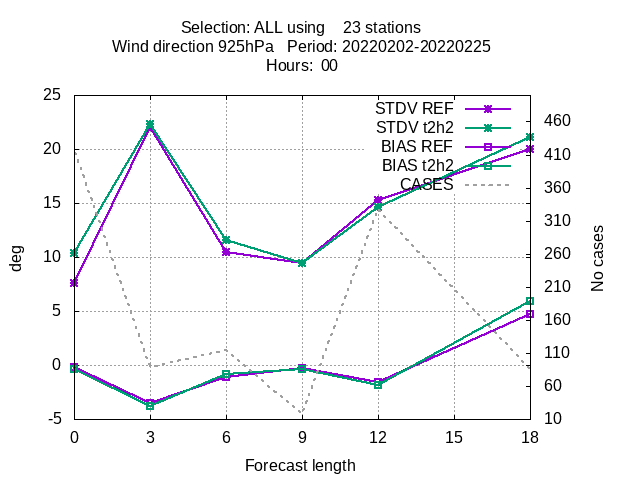 Selection: ALL using    23 stations
Wind direction 925hPa   Period: 20220202-20220225
Hours:  00
25
20
15
10
5
0
-5
deg
STDV REF
STDV t2h2
BIAS REF
BIAS t2h2
CASES
460
410
360
310
260
210
160
110
60
10
No cases
0 3 6 9 12 15 18
Forecast length